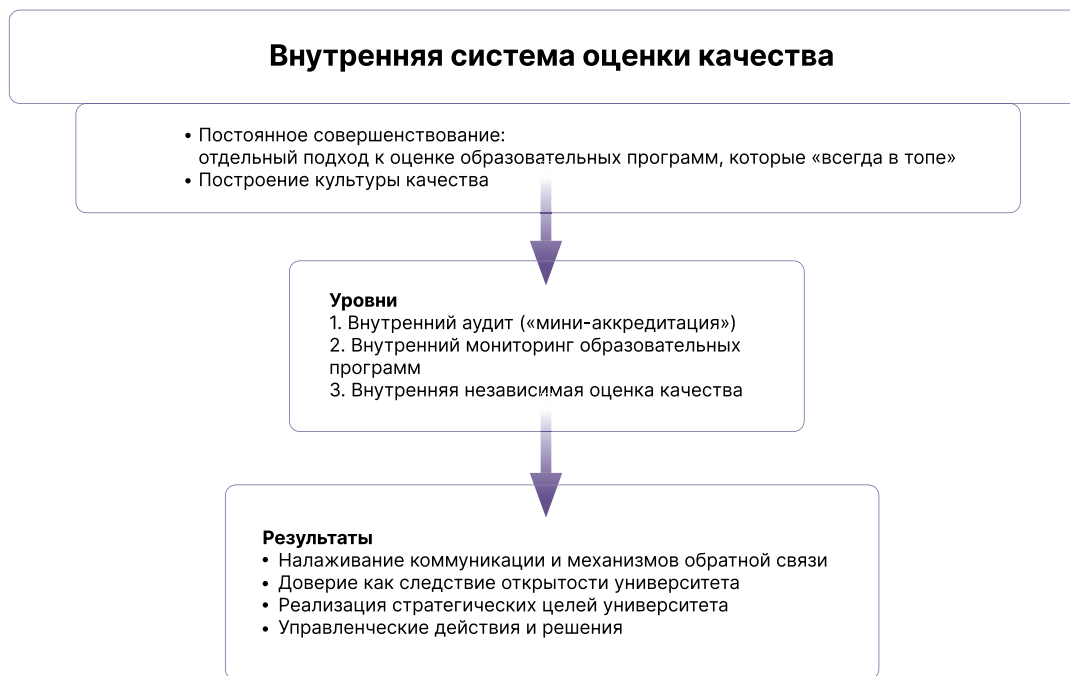 Внутренняя система оценки качества
• Постоянное совершенствование:
отдельный подход к оценке образовательных программ, которые «всегда в топе»
• Построение культуры качества
Уровни
1. Внутренний аудит («мини-аккредитация»)
2. Внутренний мониторинг образовательных
программ
3. Внутренняя независимая оценка качества
Результаты
• Налаживание коммуникации и механизмов обратной связи
• Доверие как следствие открытости университета
• Реализация стратегических целей университета
• Управленческие действия и решения